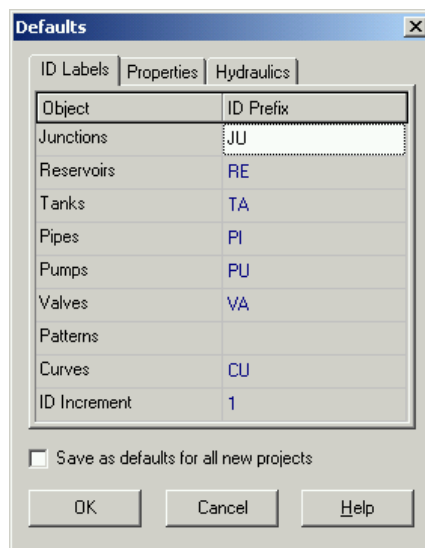 Defaults
ID Labels Properties Hydraulics
Object ID Prefix
Junctions JU
Reservoirs RE
Tanks TA
Pipes PI
Pumps PU
Valves VA
Patterns
Curves CU
ID Increment 1
Save as defaults for all new projects
OK Cancel Help